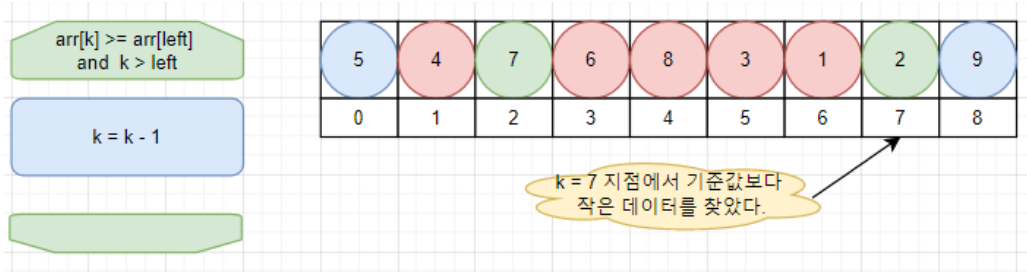 arr[k] >= arr[left]
and k > left
k = k - 1
5 4 7 6 8 3 1 2 9
0 1 2 3 4 5 6 7 8
k = 7 지점에서 기준값보다
작은 데이터를 찾았다.